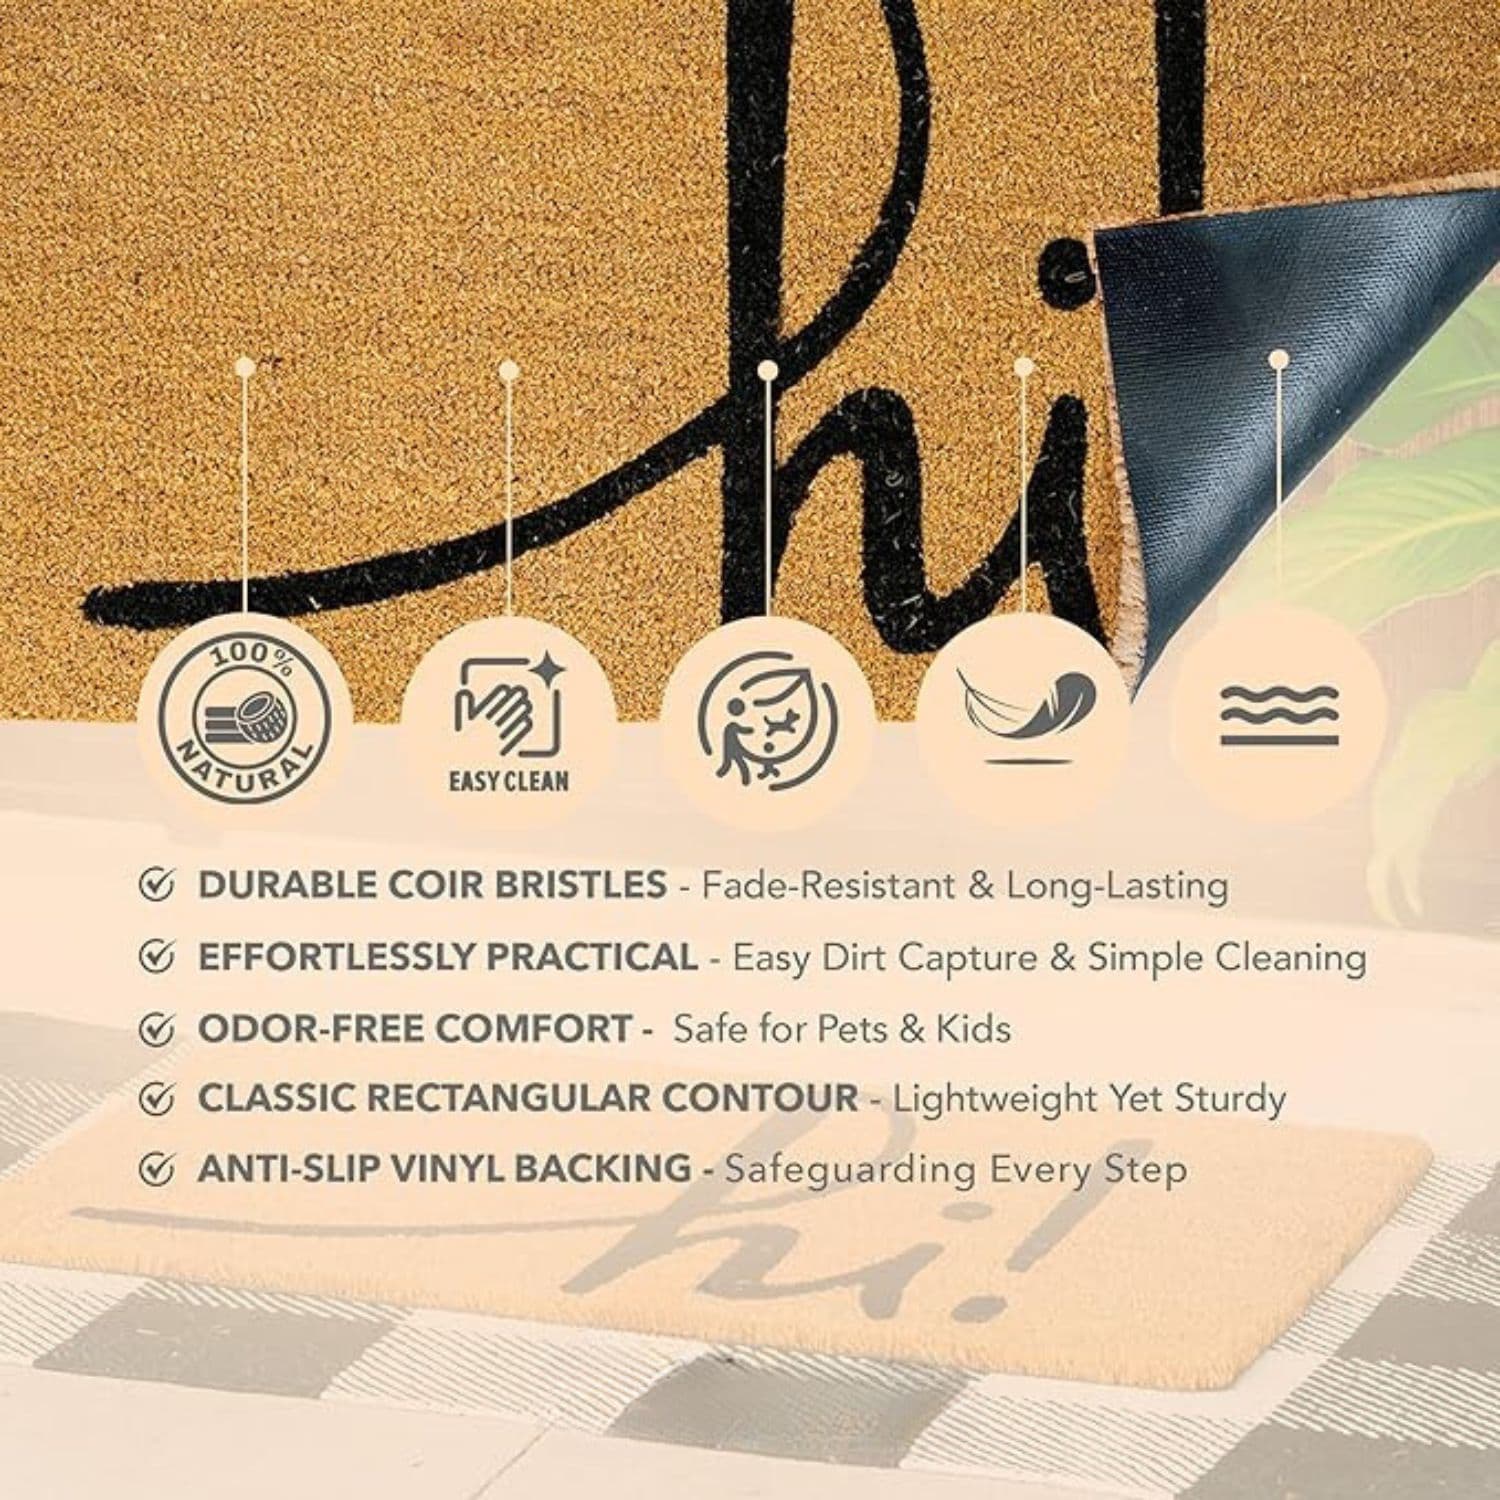 hi!
100%
NATURAL
EASY CLEAN
DURABLE COIR BRISTLES - Fade-Resistant & Long-Lasting
EFFORTLESSLY PRACTICAL - Easy Dirt Capture & Simple Cleaning
ODOR-FREE COMFORT - Safe for Pets & Kids
CLASSIC RECTANGULAR CONTOUR - Lightweight Yet Sturdy
ANTI-SLIP VINYL BACKING - Safeguarding Every Step
hi!